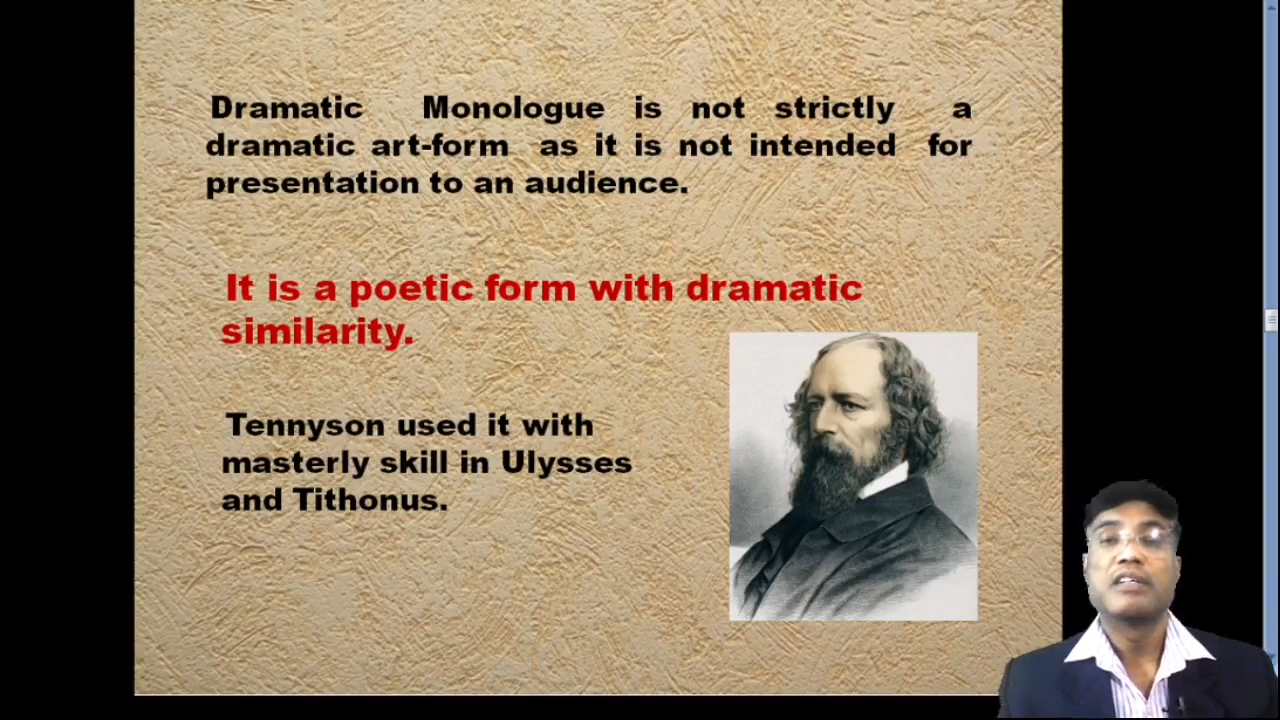 Dramatic Monologue is not strictly a
dramatic art-form as it is not intended for
presentation to an audience.
It is a poetic form with dramatic
similarity.
Tennyson used it with
masterly skill in Ulysses
and Tithonus.